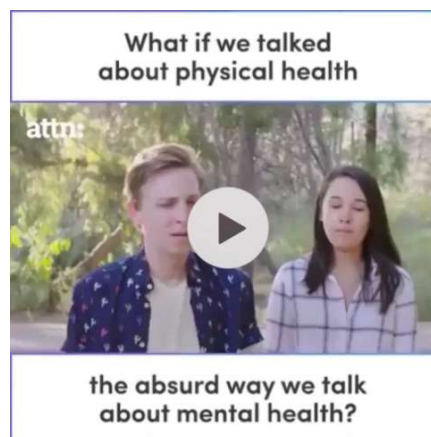 What if we talked
about physical health
attn:
the absurd way we talk
about mental health?